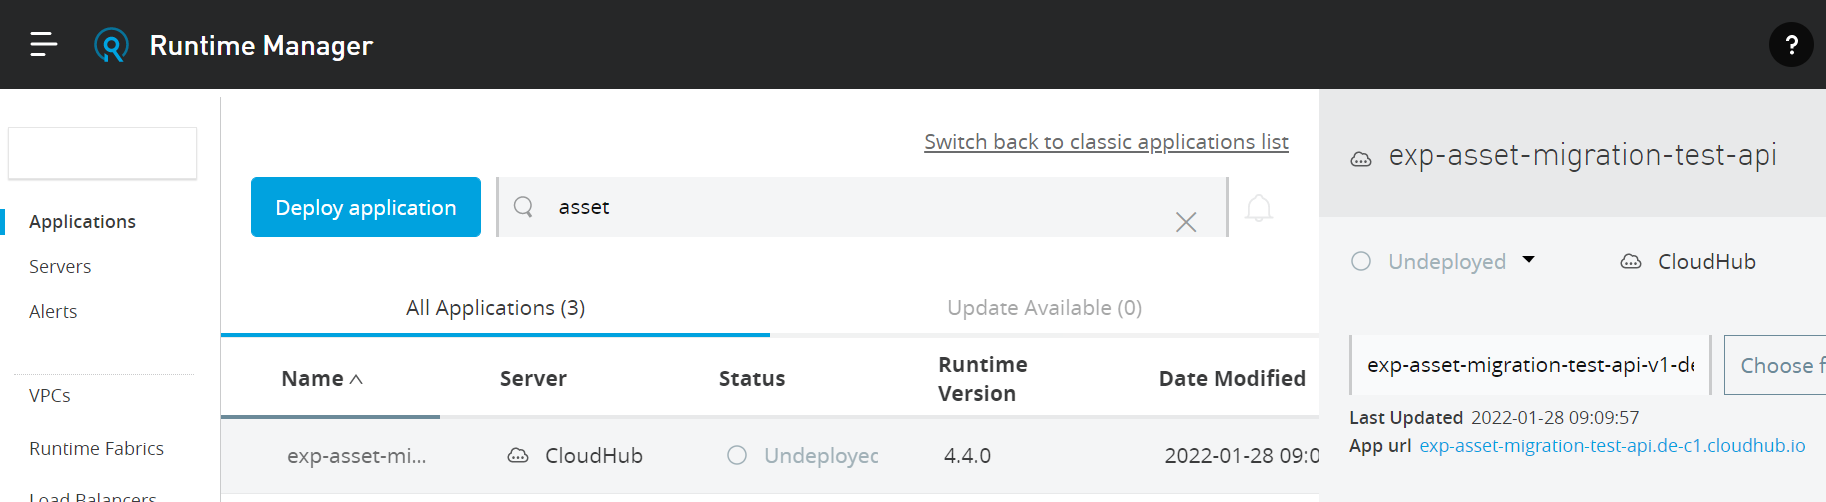 Runtime Manager
?
Applications
Servers
Alerts
VPCs
Runtime Fabrics
Load Balancers
Switch back to classic applications list
Deploy application
asset
All Applications (3)
Update Available (0)
Name
Server
Status
Runtime
Version
Date Modified
exp-asset-mi...
CloudHub
Undeployed
4.4.0
2022-01-28 09:0
exp-asset-migration-test-api
Undeployed
CloudHub
exp-asset-migration-test-api-v1-de
Choose f
Last Updated 2022-01-28 09:09:57
App url exp-asset-migration-test-api.de-c1.cloudhub.io